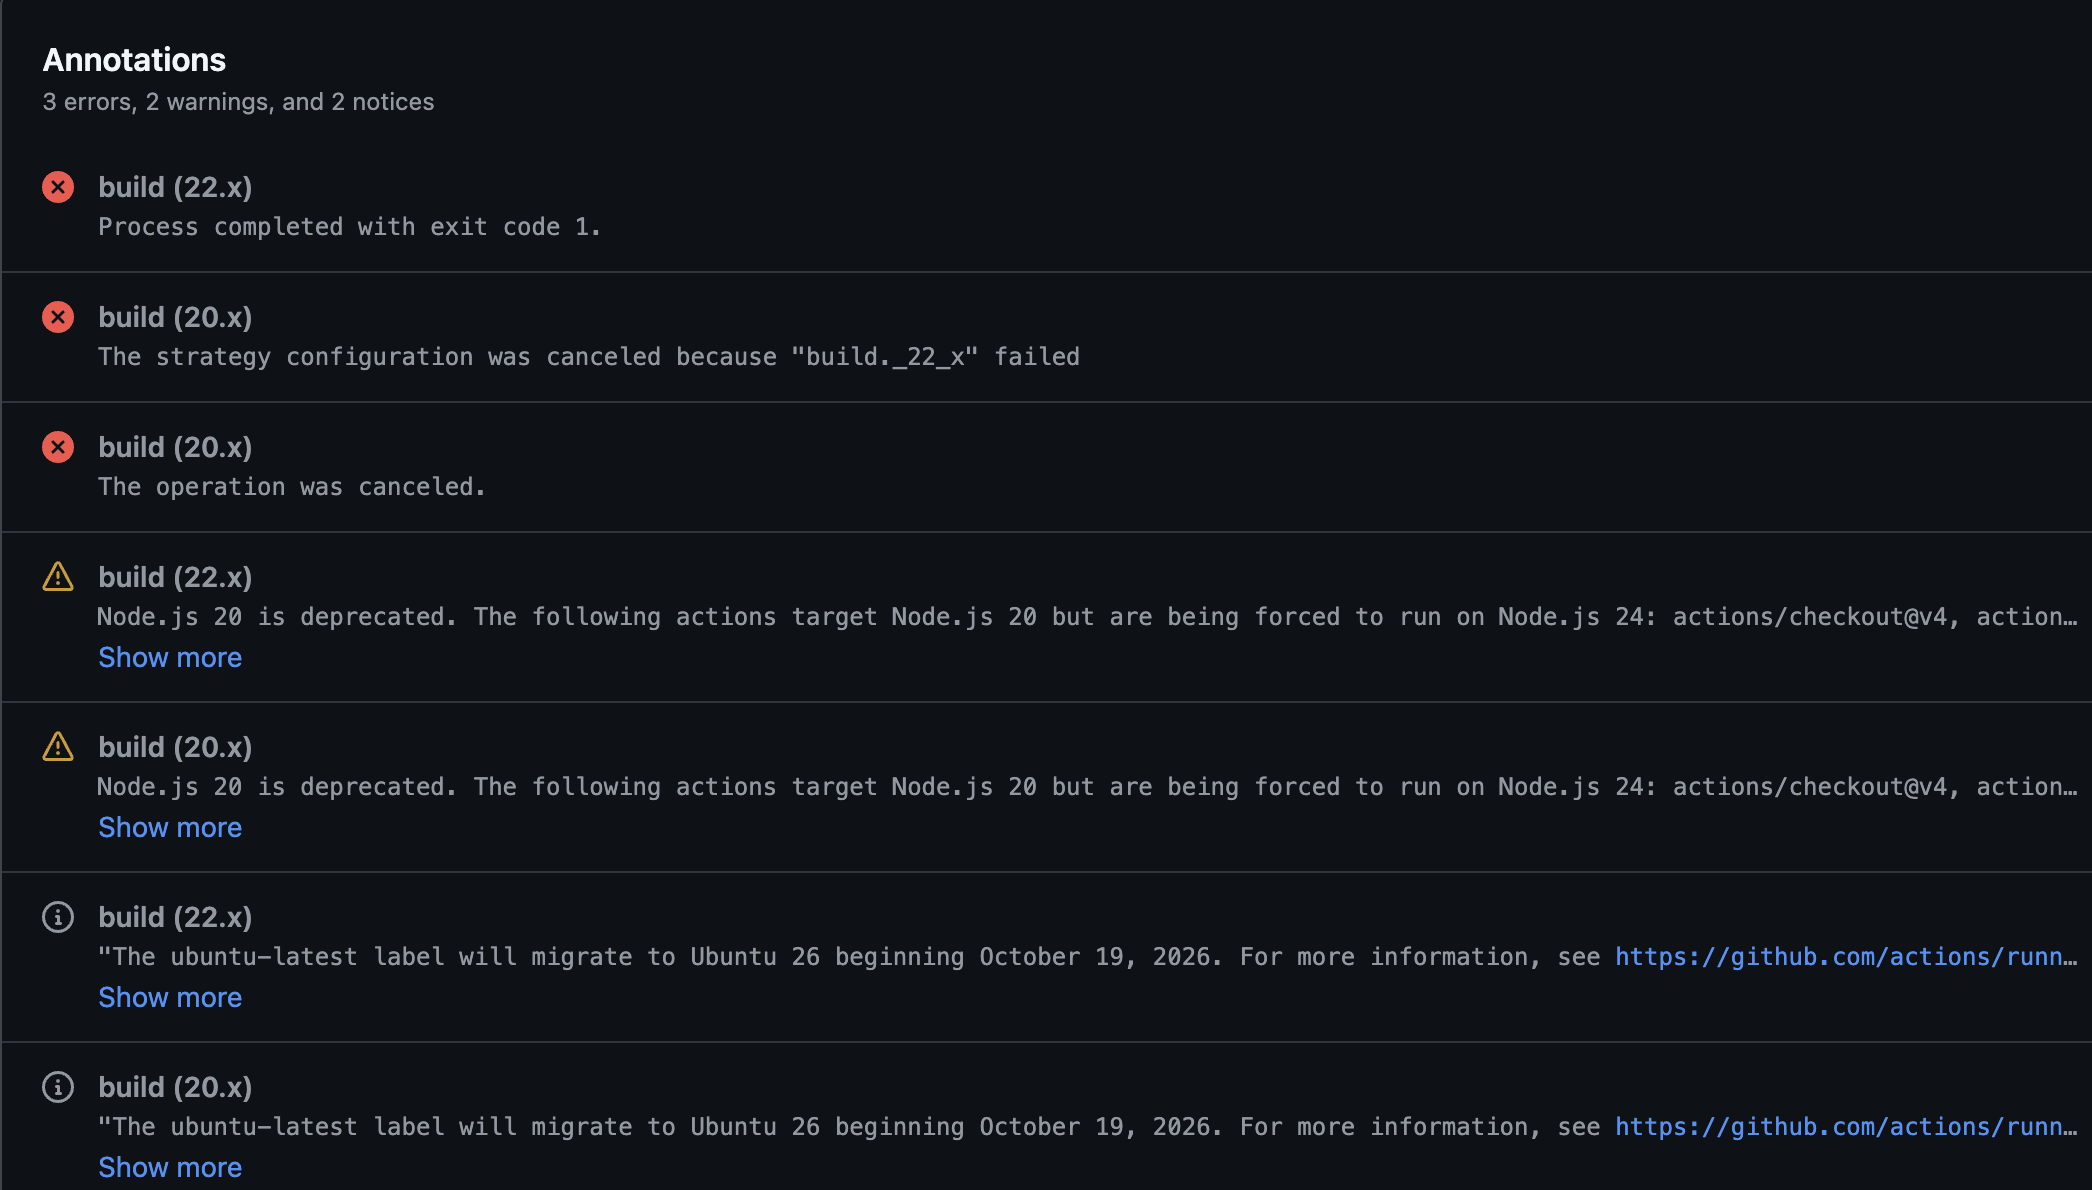 Annotations
3 errors, 2 warnings, and 2 notices
build (22.x)
Process completed with exit code 1.
build (20.x)
The strategy configuration was canceled because "build._22_x" failed
build (20.x)
The operation was canceled.
build (22.x)
Node.js 20 is deprecated. The following actions target Node.js 20 but are being forced to run on Node.js 24: actions/checkout@v4, action…
Show more
build (20.x)
Node.js 20 is deprecated. The following actions target Node.js 20 but are being forced to run on Node.js 24: actions/checkout@v4, action…
Show more
build (22.x)
"The ubuntu-latest label will migrate to Ubuntu 26 beginning October 19, 2026. For more information, see https://github.com/actions/runn…
Show more
build (20.x)
"The ubuntu-latest label will migrate to Ubuntu 26 beginning October 19, 2026. For more information, see https://github.com/actions/runn…
Show more